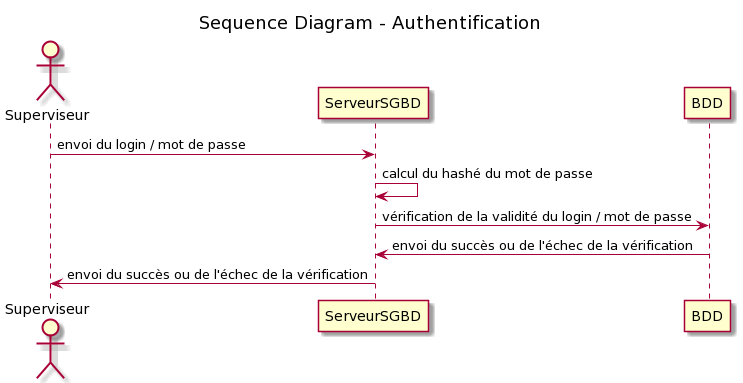 Sequence Diagram - Authentification
Superviseur
ServeurSGBD
BDD
envoi du login / mot de passe
calcul du hashé du mot de passe
vérification de la validité du login / mot de passe
envoi du succès ou de l'échec de la vérification
envoi du succès ou de l'échec de la vérification
Superviseur
ServeurSGBD
BDD